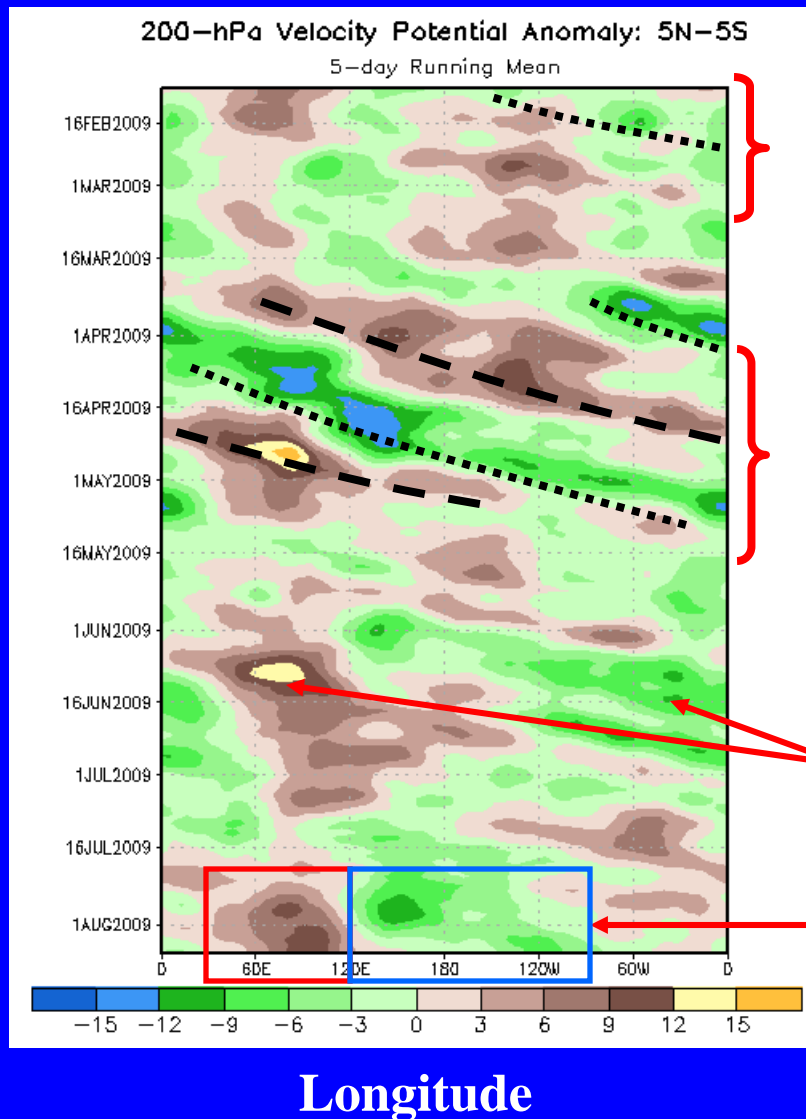 200-hPa Velocity Potential Anomaly: 5N-5S
5-day Running Mean
16FEB2009
1MAR2009
16MAR2009
1APR2009
16APR2009
1MAY2009
16MAY2009
1JUN2009
16JUN2009
1JUL2009
16JUL2009
1AUG2009
0 60E 120E 180 120W 60W 0
-15 -12 -9 -6 -3 0 3 6 9 12 15
Longitude